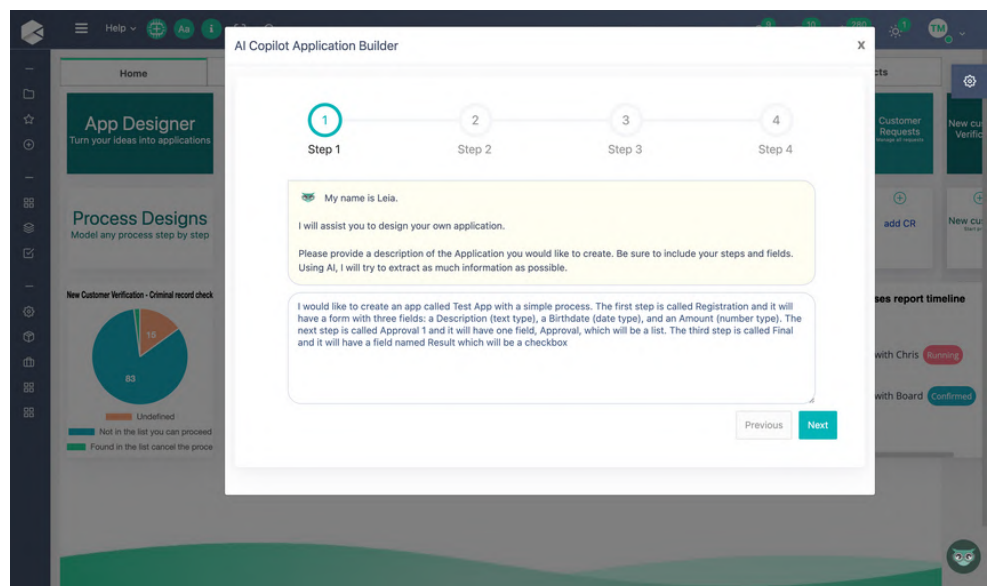 Help
Aa
i
9
10
280
1
TM
AI Copilot Application Builder
X
Home
cts
App Designer
Turn your ideas into applications
1
2
3
4
Step 1
Step 2
Step 3
Step 4
Customer
Requests
Manage all requests
New cu
Verific
My name is Leia.
I will assist you to design your own application.
Please provide a description of the Application you would like to create. Be sure to include your steps and fields.
Using AI, I will try to extract as much information as possible.
Process Designs
Model any process step by step
add CR
New cu
New Customer Verification - Criminal record check
I would like to create an app called Test App with a simple process. The first step is called Registration and it will
have a form with three fields: a Description (text type), a Birthdate (date type), and an Amount (number type). The
next step is called Approval 1 and it will have one field, Approval, which will be a list. The third step is called Final
and it will have a field named Result which will be a checkbox
ses report timeline
15
83
with Chris Running
with Board Confirmed
Undefined
Not in the list you can proceed
Found in the list cancel the proce
Previous
Next